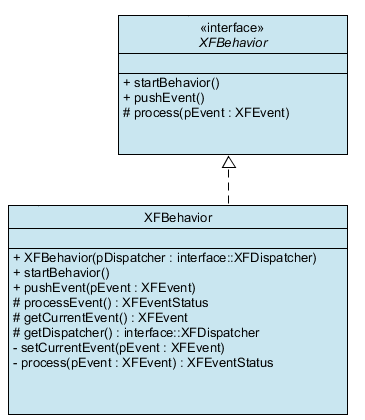 «interface»
XFBehavior
+ startBehavior()
+ pushEvent()
# process(pEvent : XFEvent)
XFBehavior
+ XFBehavior(pDispatcher : interface::XFDispatcher)
+ startBehavior()
+ pushEvent(pEvent : XFEvent)
# processEvent() : XFEventStatus
# getCurrentEvent() : XFEvent
# getDispatcher() : interface::XFDispatcher
- setCurrentEvent(pEvent : XFEvent)
- process(pEvent : XFEvent) : XFEventStatus